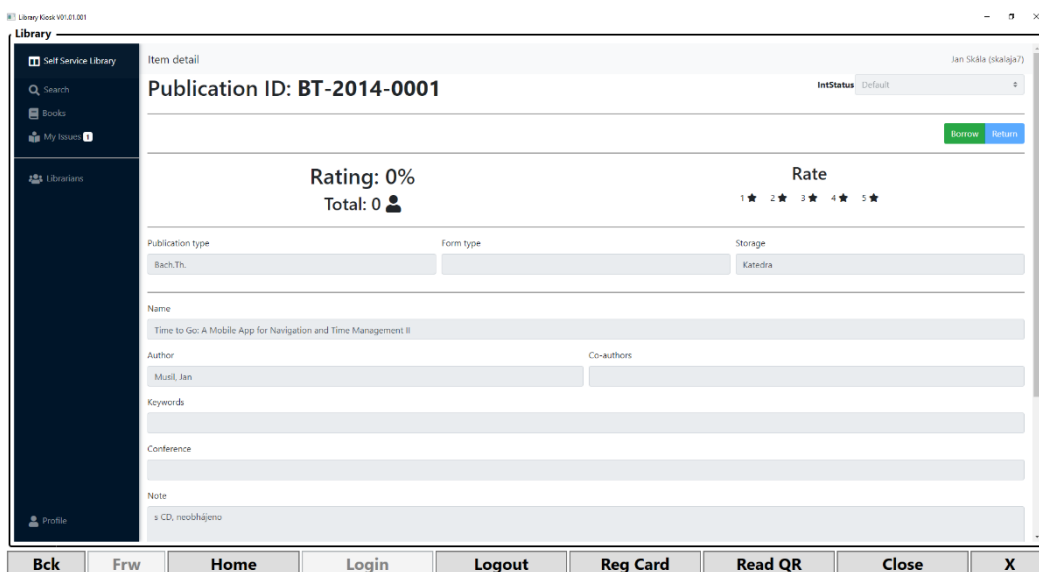 Library Kiosk V01.01.001
Library
Self Service Library
Search
Books
My Issues 1
Librarians
Profile
Item detail
Jan Skála (skalaja7)
Publication ID: BT-2014-0001
IntStatus Default
Borrow Return
Rating: 0%
Total: 0
Rate
1 2 3 4 5
Publication type
Form type
Storage
Bach.Th.
Katedra
Name
Time to Go: A Mobile App for Navigation and Time Management II
Author
Co-authors
Musil, Jan
Keywords
Conference
Note
s CD, neobhájeno
Bck Frw Home Login Logout Reg Card Read QR Close X